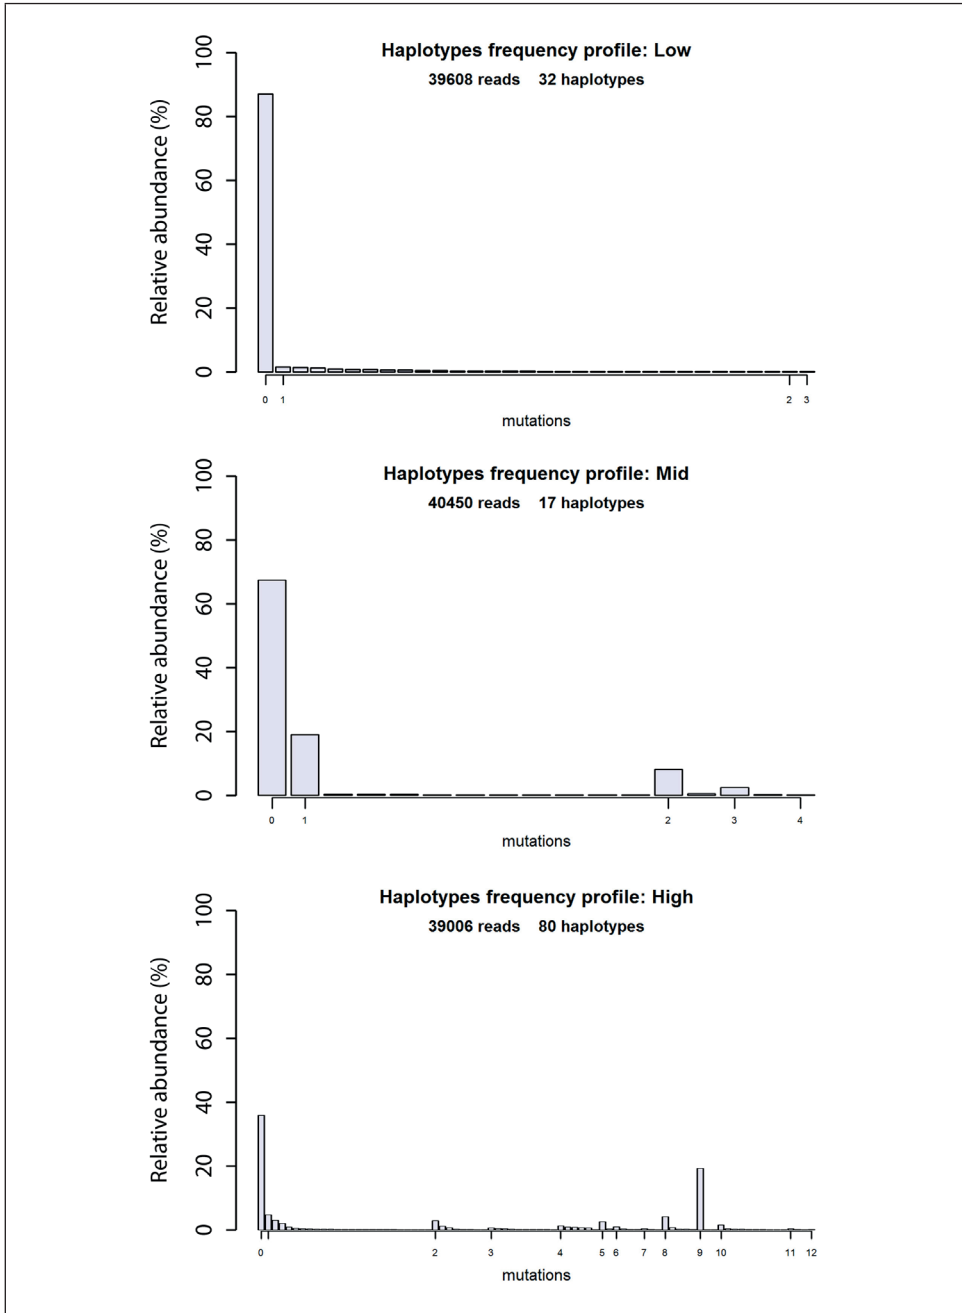 Haplotypes frequency profile: Low
39608 reads 32 haplotypes
Relative abundance (%)
100
80
60
40
20
0
0 1 2 3
mutations
Haplotypes frequency profile: Mid
40450 reads 17 haplotypes
Relative abundance (%)
100
80
60
40
20
0
0 1 2 3 4
mutations
Haplotypes frequency profile: High
39006 reads 80 haplotypes
Relative abundance (%)
100
80
60
40
20
0
0 2 3 4 5 6 7 8 9 10 11 12
mutations